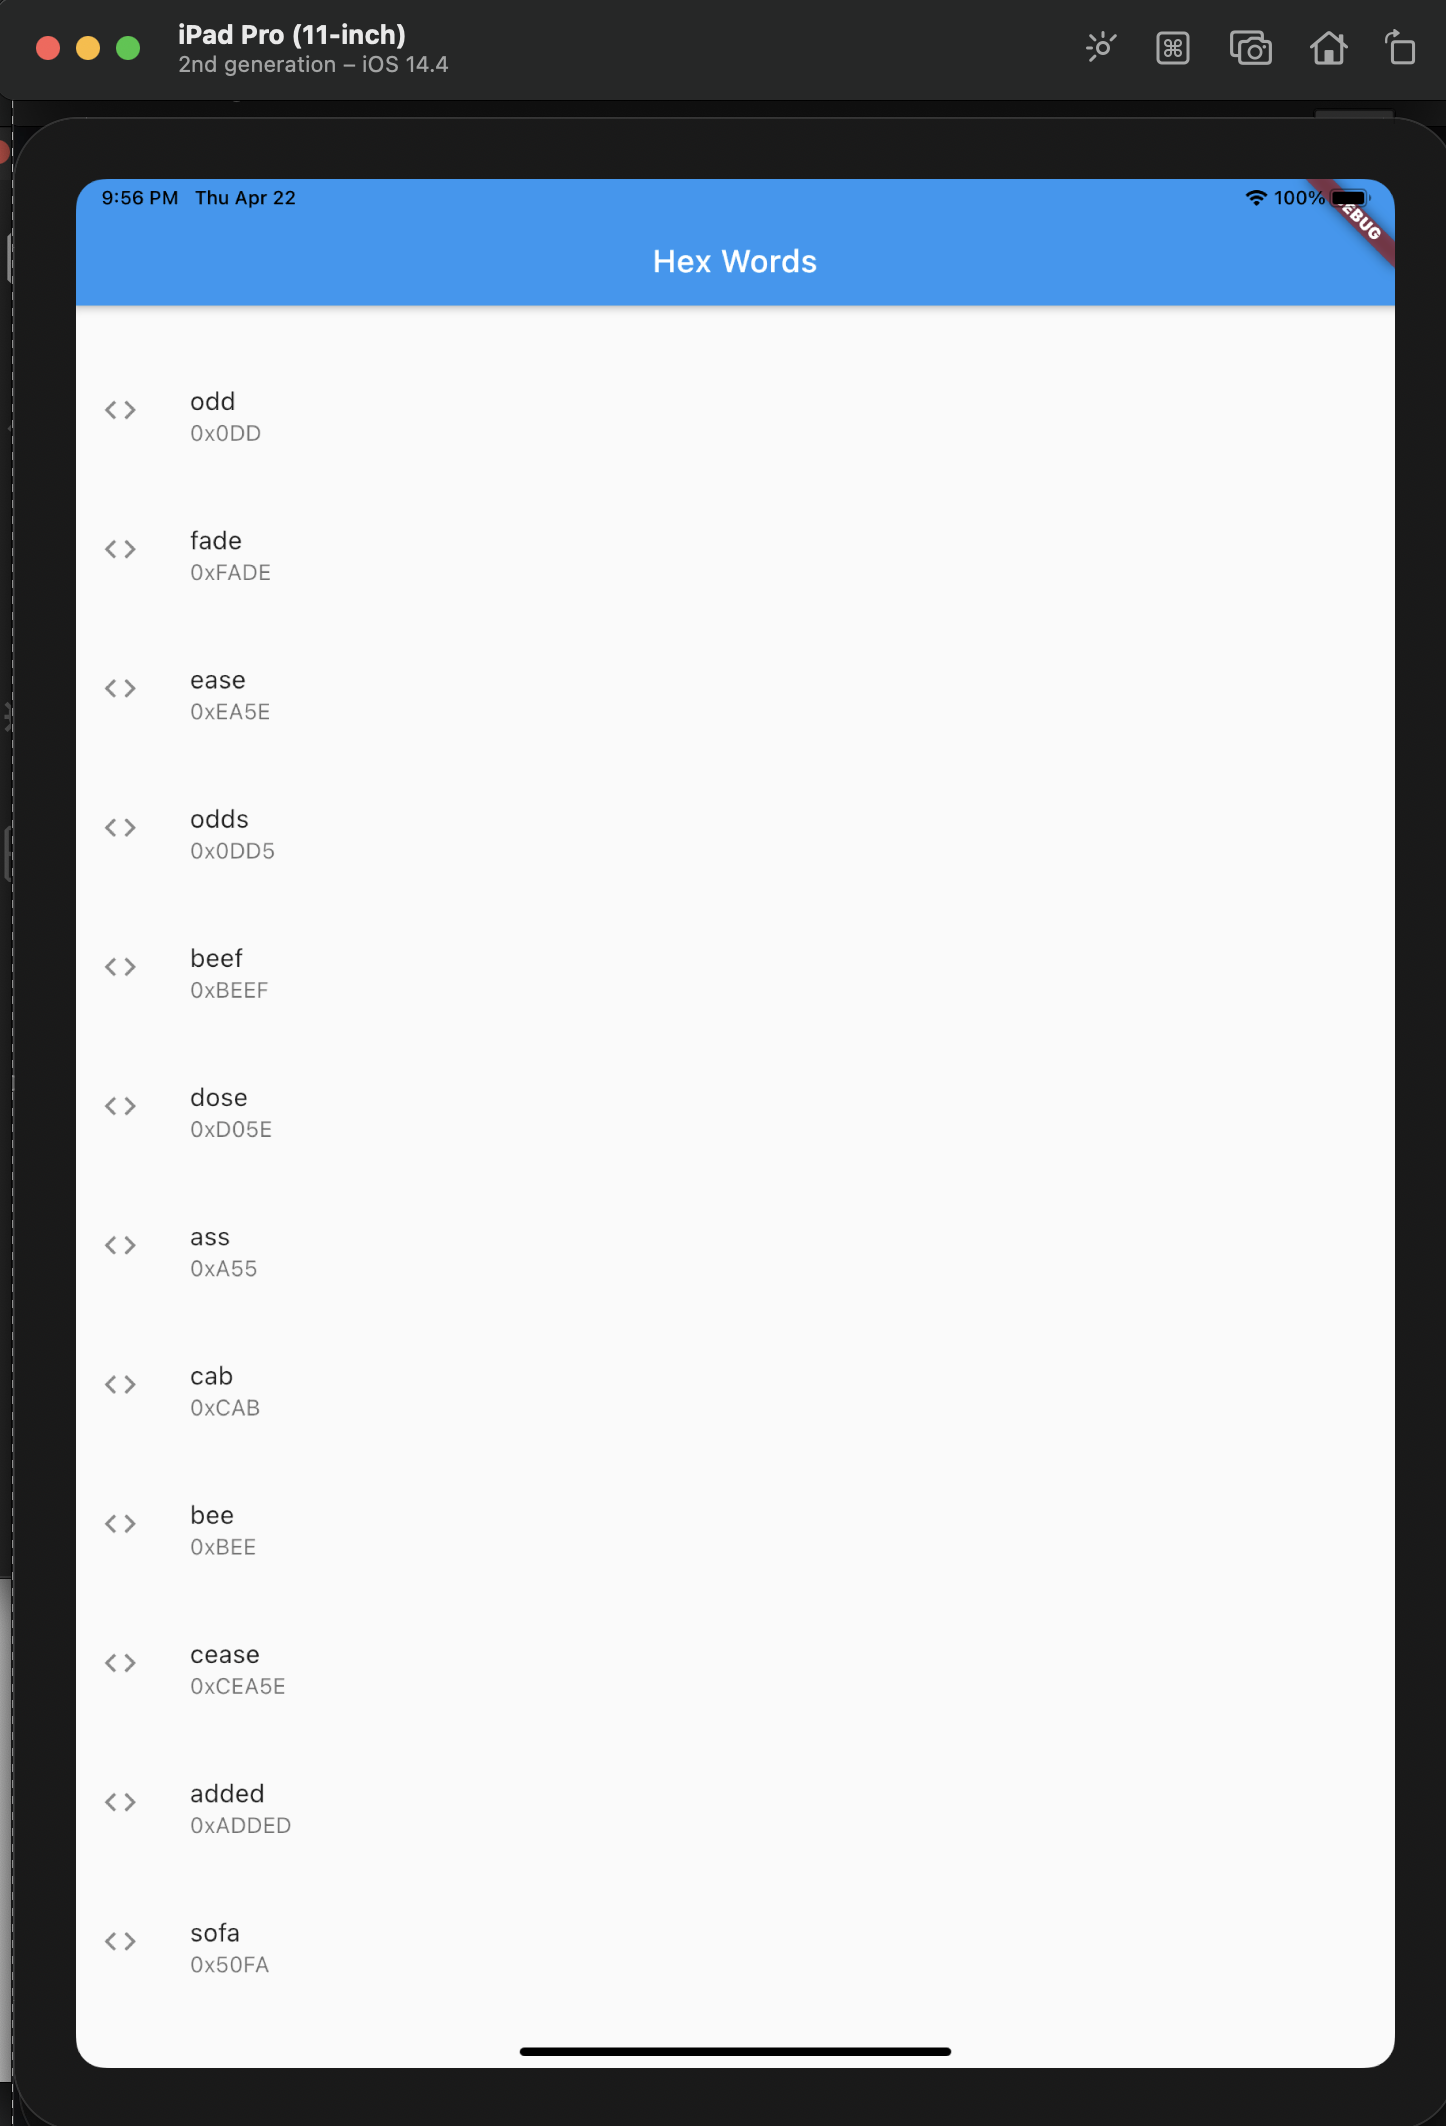 iPad Pro (11-inch)
2nd generation – iOS 14.4
9:56 PM Thu Apr 22
100%
Hex Words
odd
0x0DD
fade
0xFADE
ease
0xEA5E
odds
0x0DD5
beef
0xBEEF
dose
0xD05E
ass
0xA55
cab
0xCAB
bee
0xBEE
cease
0xCEA5E
added
0xADDED
sofa
0x50FA